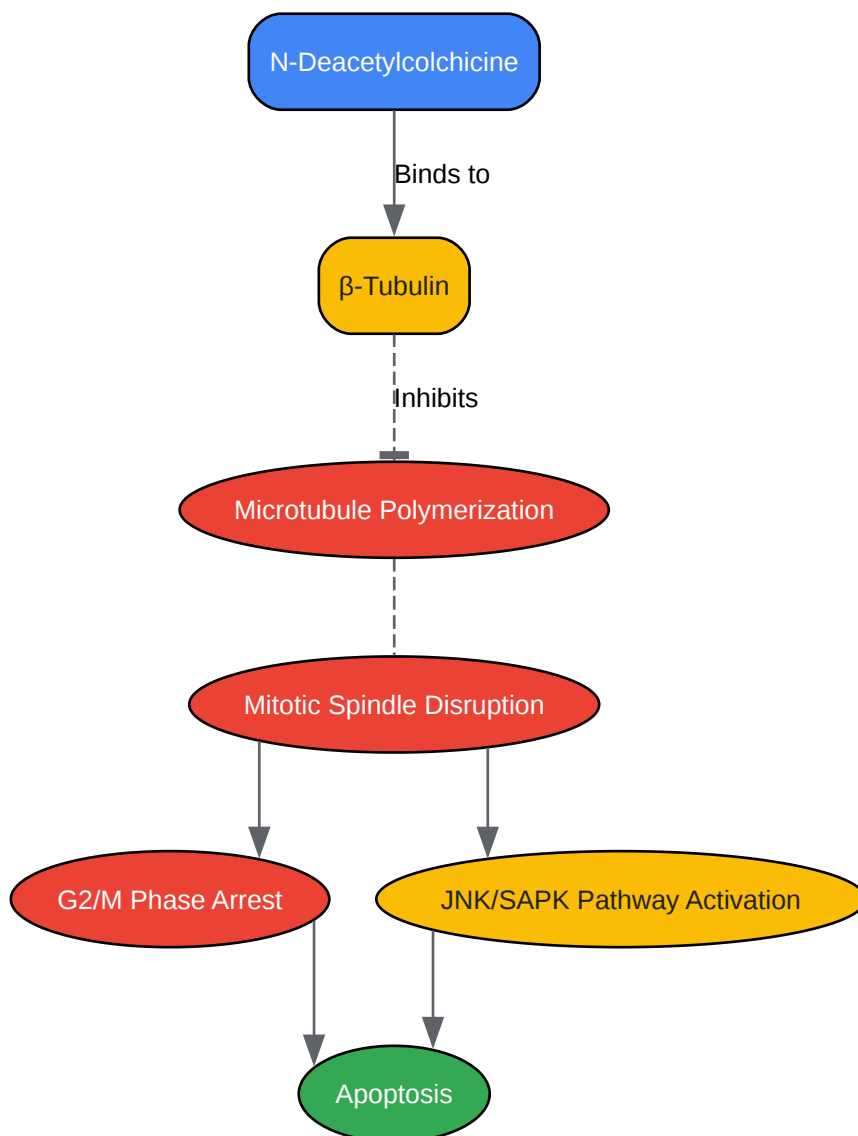 N-Deacetylcolchicine
Binds to
β-Tubulin
Inhibits
Microtubule Polymerization
Mitotic Spindle Disruption
G2/M Phase Arrest
JNK/SAPK Pathway Activation
Apoptosis